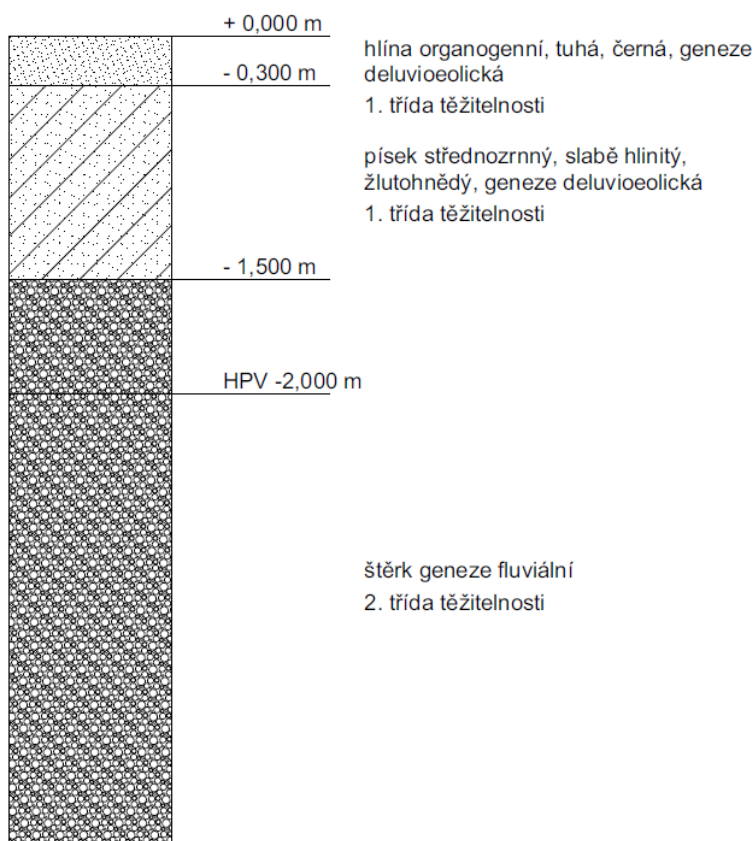 + 0,000 m
hlína organogenní, tuhá, černá, geneze
deluvioeolická
- 0,300 m
1. třída těžitelnosti
písek střednozrnný, slabě hlinitý,
žlutohnědý, geneze deluvioeolická
1. třída těžitelnosti
- 1,500 m
HPV -2,000 m
štěrk geneze fluviální
2. třída těžitelnosti